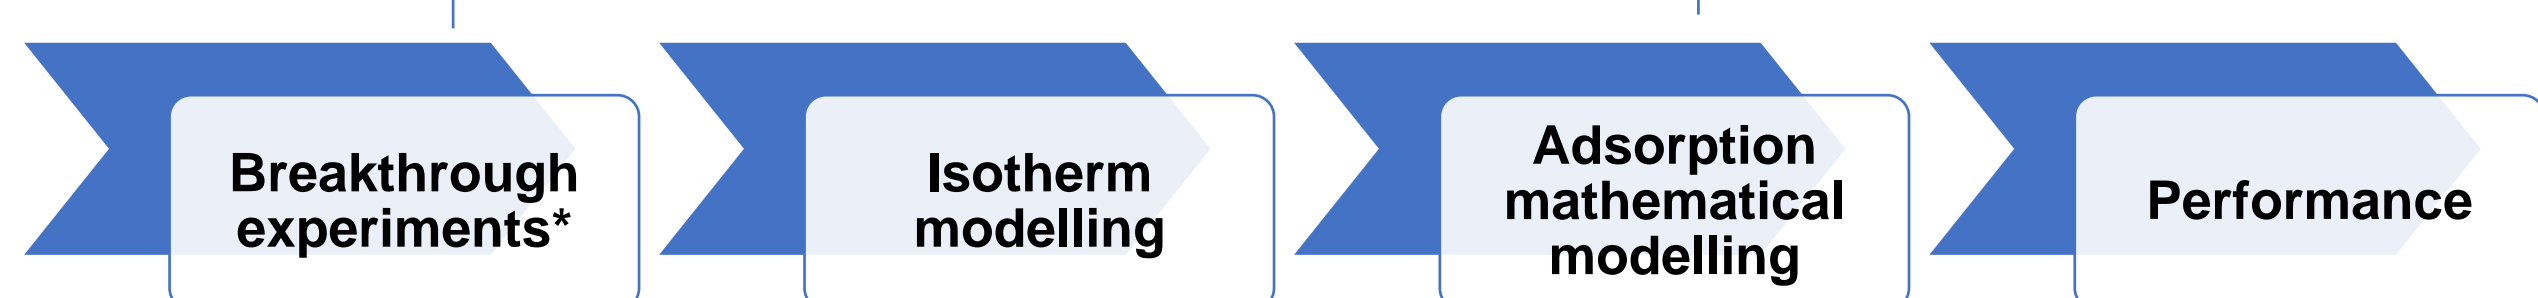 Breakthrough
experiments*
Isotherm
modelling
Adsorption
mathematical
modelling
Performance